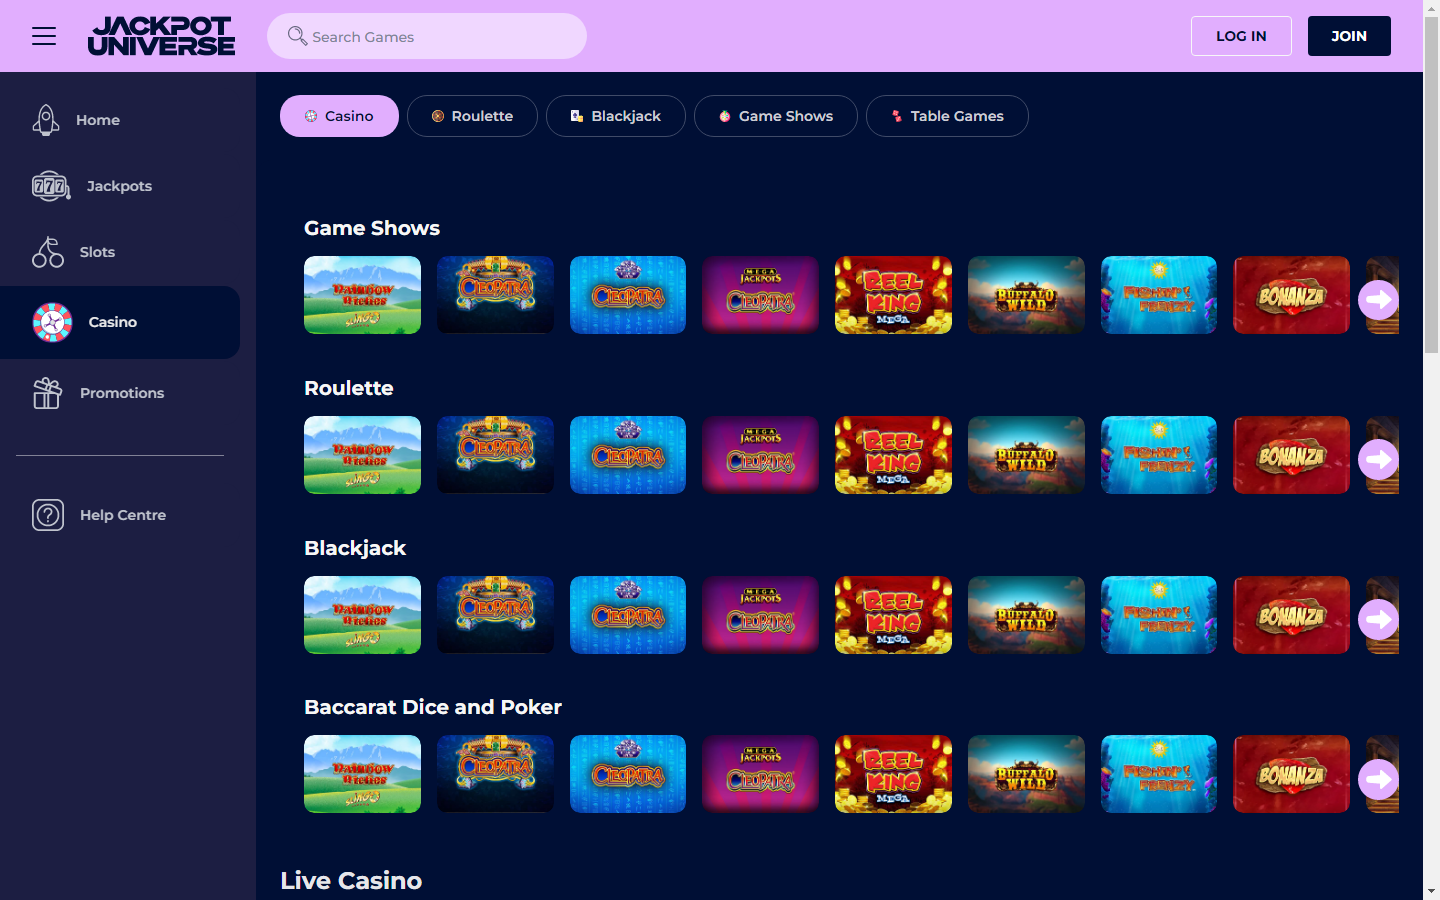 JACKPOT
UNIVERSE
Search Games
LOG IN
JOIN
Home
777
Jackpots
Slots
Casino
Promotions
Help Centre
Casino
Roulette
Blackjack
Game Shows
Table Games
Game Shows
Rainbow
Riches
CLEOPATRA
CLEOPATRA
MEGA
JACKPOTS
CLEOPATRA
REEL
KING
MEGA
BUFFALO
WILD
FISHIN'
FRENZY
BONANZA
Roulette
Rainbow
Riches
CLEOPATRA
CLEOPATRA
MEGA
JACKPOTS
CLEOPATRA
REEL
KING
MEGA
BUFFALO
WILD
FISHIN'
FRENZY
BONANZA
Blackjack
Rainbow
Riches
CLEOPATRA
CLEOPATRA
MEGA
JACKPOTS
CLEOPATRA
REEL
KING
MEGA
BUFFALO
WILD
FISHIN'
FRENZY
BONANZA
Baccarat Dice and Poker
Rainbow
Riches
CLEOPATRA
CLEOPATRA
MEGA
JACKPOTS
CLEOPATRA
REEL
KING
MEGA
BUFFALO
WILD
FISHIN'
FRENZY
BONANZA
Live Casino